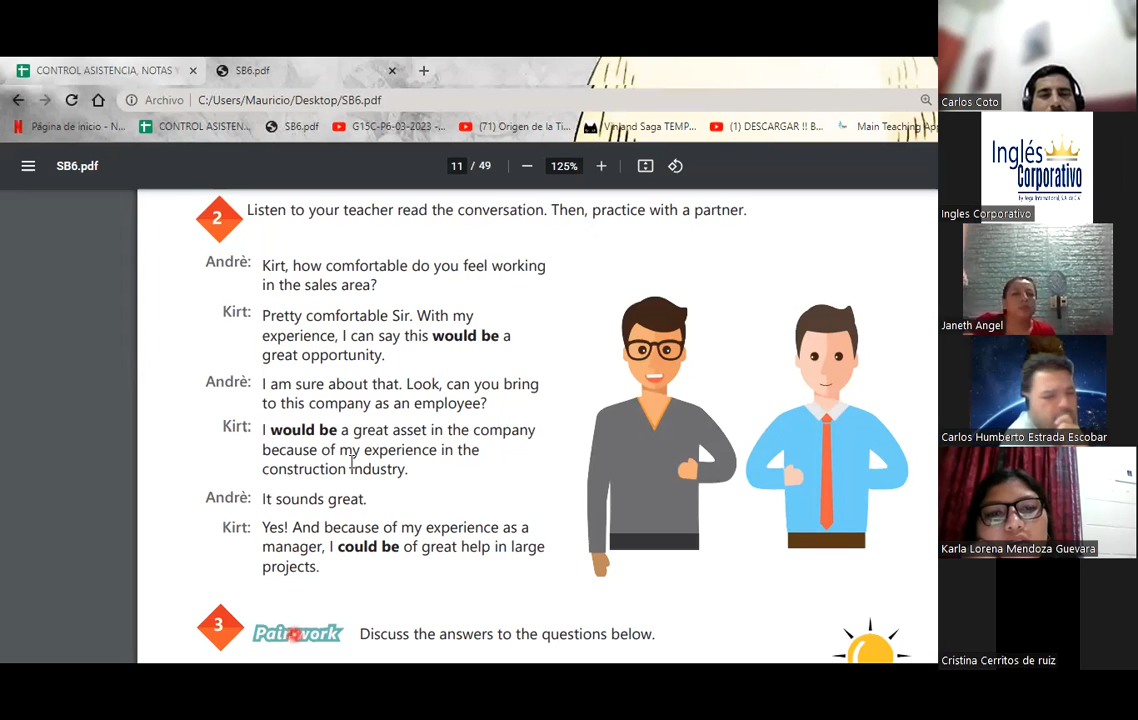 CONTROL ASISTENCIA, NOTAS Y
SB6.pdf
Archivo
C:/Users/Mauricio/Desktop/SB6.pdf
Página de inicio - N...
CONTROL ASISTEN...
SB6.pdf
G15C-P6-03-2023 -...
(71) Origen de la Ti...
Vinland Saga TEMP...
(1) DESCARGAR !! B...
Main Teaching Ap
SB6.pdf
11 / 49
125%
2
Listen to your teacher read the conversation. Then, practice with a partner.
Andrè: Kirt, how comfortable do you feel working
in the sales area?
Kirt: Pretty comfortable Sir. With my
experience, I can say this would be a
great opportunity.
Andrè: I am sure about that. Look, can you bring
to this company as an employee?
Kirt: I would be a great asset in the company
because of my experience in the
construction industry.
Andrè: It sounds great.
Kirt: Yes! And because of my experience as a
manager, I could be of great help in large
projects.
3
Pair work
Discuss the answers to the questions below.
Carlos Coto
Inglés
Corporativo
Ingles Corporativo
Janeth Angel
Carlos Humberto Estrada Escobar
Karla Lorena Mendoza Guevara
Cristina Cerritos de ruiz